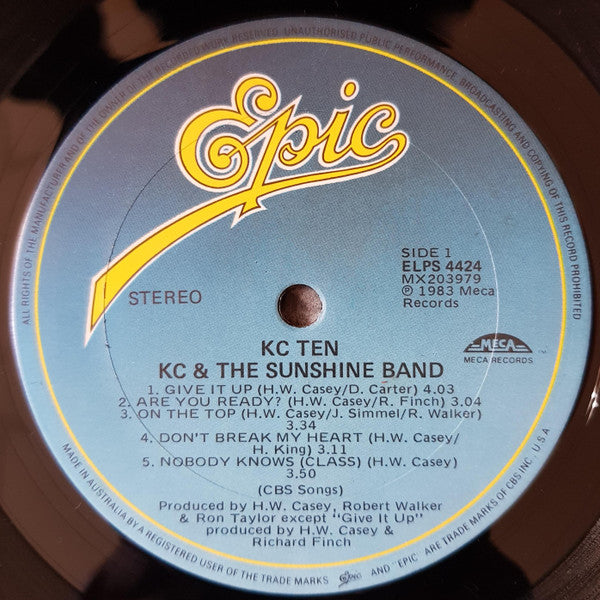 ALL RIGHTS OF THE MANUFACTURER AND OF THE OWNER OF THE RECORDED WORK RESERVED. UNAUTHORISED PUBLIC PERFORMANCE, BROADCASTING AND COPYING OF THIS RECORD PROHIBITED
Epic
STEREO
SIDE 1
ELPS 4424
MX203979
℗ 1983 Meca
Records
MECA
MECA RECORDS
KC TEN
KC & THE SUNSHINE BAND
1. GIVE IT UP (H.W. Casey/D. Carter) 4.03
2. ARE YOU READY? (H.W. Casey/R. Finch) 3.04
3. ON THE TOP (H.W. Casey/J. Simmel/R. Walker)
3.34
4. DON'T BREAK MY HEART (H.W. Casey/
H. King) 3.11
5. NOBODY KNOWS (CLASS) (H.W. Casey)
3.50
(CBS Songs)
Produced by H.W. Casey, Robert Walker
& Ron Taylor except "Give It Up"
produced by H.W. Casey &
Richard Finch
MADE IN AUSTRALIA BY A REGISTERED USER OF THE TRADE MARKS Epic AND "EPIC" ARE TRADE MARKS OF CBS INC., U.S.A